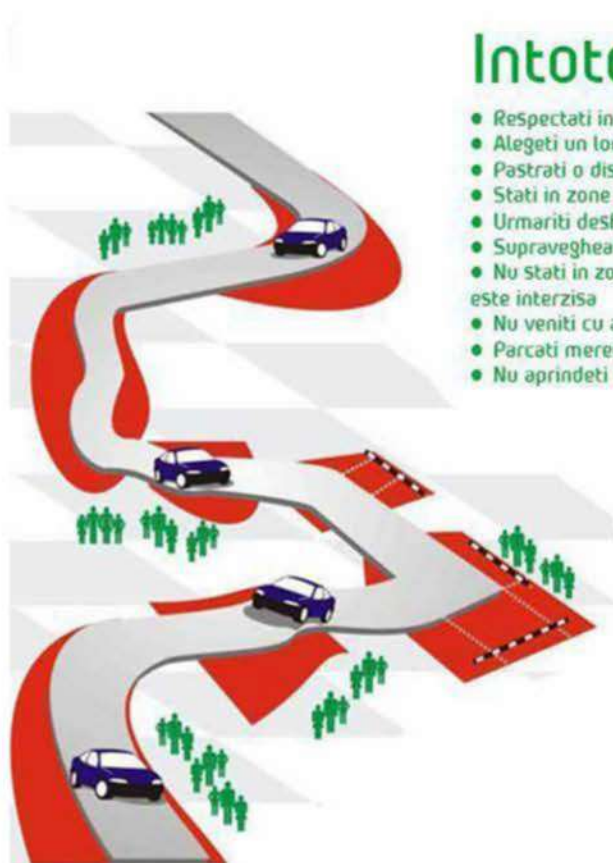 Intot
● Respectati in
● Alegeti un lo
● Pastrati o dis
● Stati in zone
● Urmariti des
● Supraveghea
● Nu stati in zo
este interzisa
● Nu veniti cu a
● Parcati mere
● Nu aprindeti